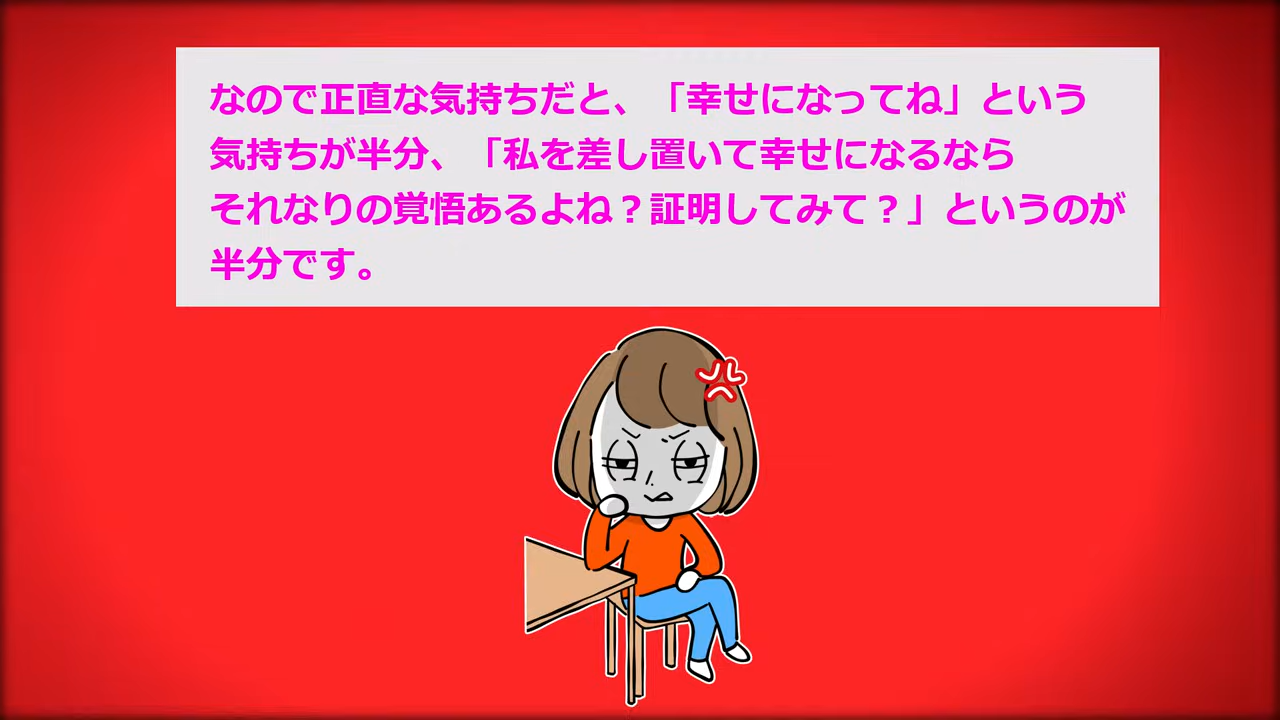 なので正直な気持ちだと、「幸せになってね」という
気持ちが半分、「私を差し置いて幸せになるなら
それなりの覚悟あるよね？証明してみて？」というのが
半分です。